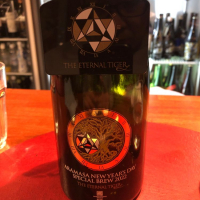 THE ETERNAL TIGER
ARAMASA NEW YEAR'S DAY
SPECIAL BREW 2022
THE ETERNAL TIGER